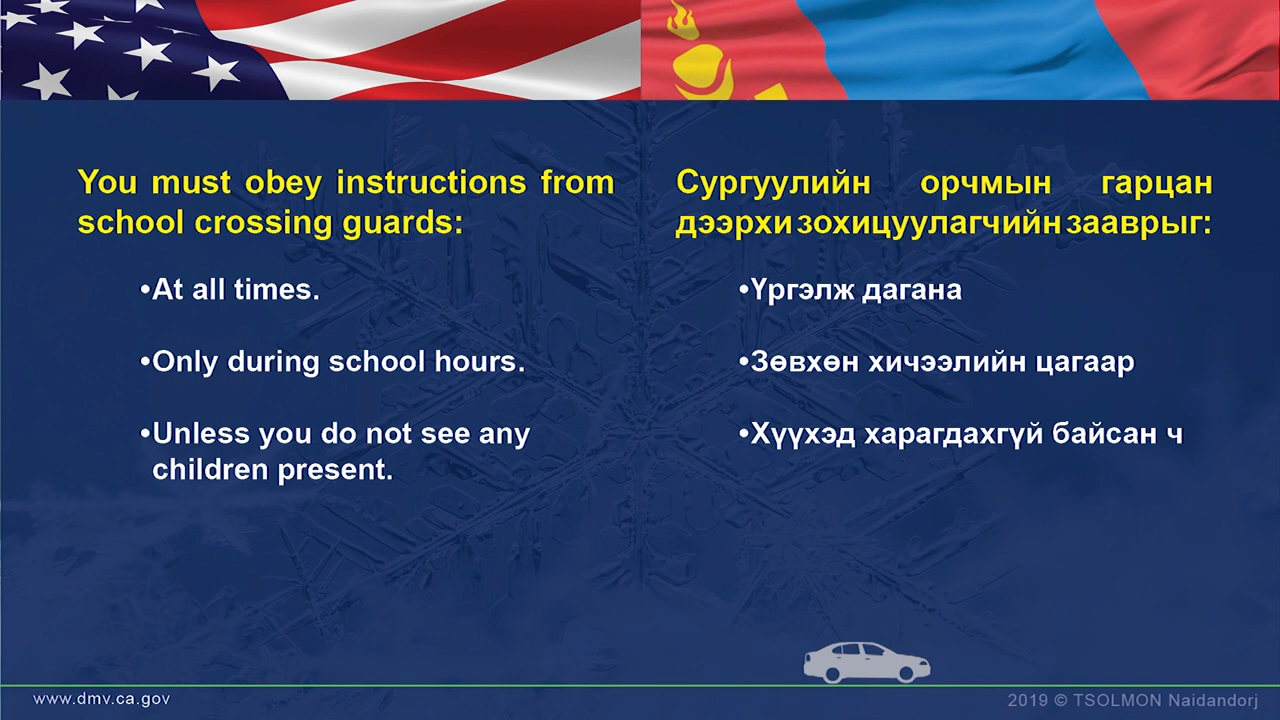 You must obey instructions from
school crossing guards:
•At all times.
•Only during school hours.
•Unless you do not see any
children present.
Сургуулийн орчмын гарцан
дээрхи зохицуулагчийн зааврыг:
•Үргэлж дагана
•Зөвхөн хичээлийн цагаар
•Хүүхэд харагдахгүй байсан ч
www.dmv.ca.gov
2019 © TSOLMON Naidandorj